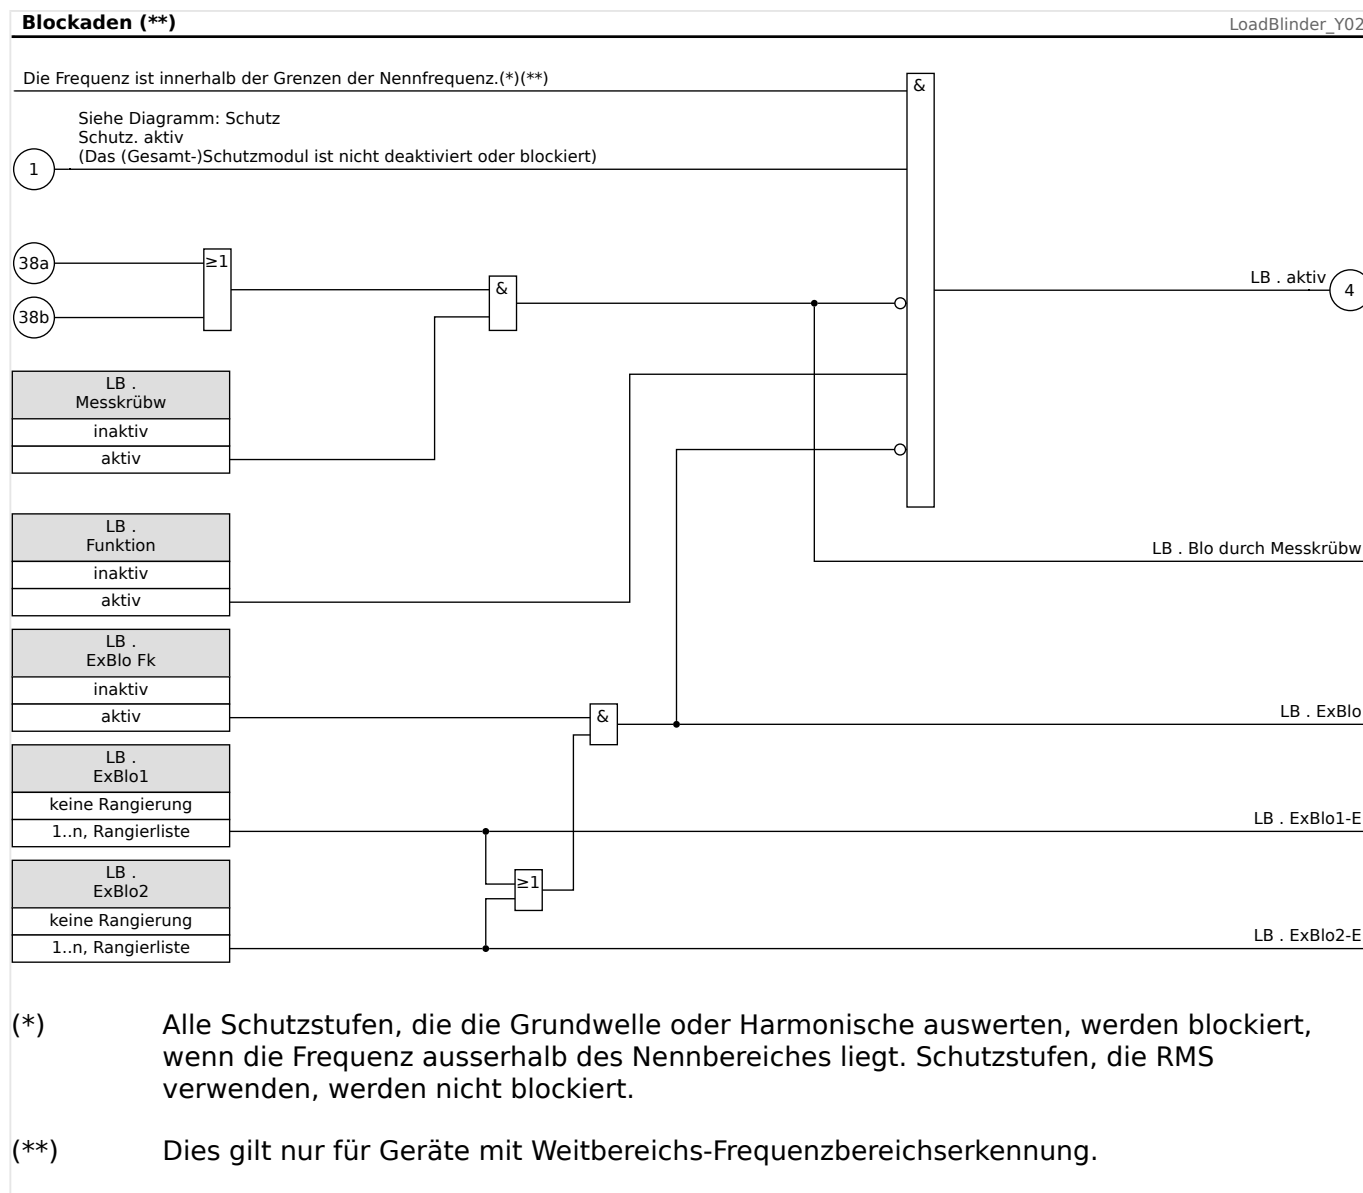 Blockaden (**)
LoadBlinder_Y02
Die Frequenz ist innerhalb der Grenzen der Nennfrequenz.(*)(**)
&
Siehe Diagramm: Schutz
Schutz. aktiv
(Das (Gesamt-)Schutzmodul ist nicht deaktiviert oder blockiert)
1
38a
≥1
&
LB . aktiv
4
38b
LB .
Messkrübw
inaktiv
aktiv
LB .
Funktion
inaktiv
aktiv
LB . Blo durch Messkrübw
LB .
ExBlo Fk
inaktiv
aktiv
&
LB . ExBlo
LB .
ExBlo1
keine Rangierung
1..n, Rangierliste
LB . ExBlo1-E
LB .
ExBlo2
keine Rangierung
1..n, Rangierliste
≥1
LB . ExBlo2-E
(*) Alle Schutzstufen, die die Grundwelle oder Harmonische auswerten, werden blockiert,
wenn die Frequenz ausserhalb des Nennbereiches liegt. Schutzstufen, die RMS
verwenden, werden nicht blockiert.
(**) Dies gilt nur für Geräte mit Weitbereichs-Frequenzbereichserkennung.